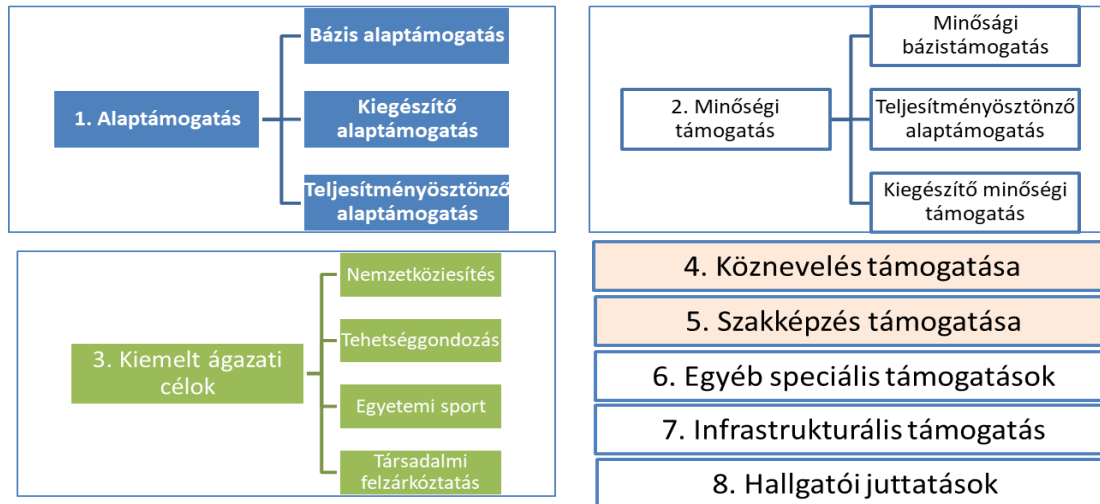 1. Alaptámogatás
Bázis alaptámogatás
Kiegészítő
alaptámogatás
Teljesítményösztönző
alaptámogatás
2. Minőségi
támogatás
Minőségi
bázistámogatás
Teljesítményösztönző
alaptámogatás
Kiegészítő minőségi
támogatás
3. Kiemelt ágazati
célok
Nemzetköziesítés
Tehetséggondozás
Egyetemi sport
Társadalmi
felzárkóztatás
4. Köznevelés támogatása
5. Szakképzés támogatása
6. Egyéb speciális támogatások
7. Infrastrukturális támogatás
8. Hallgatói juttatások